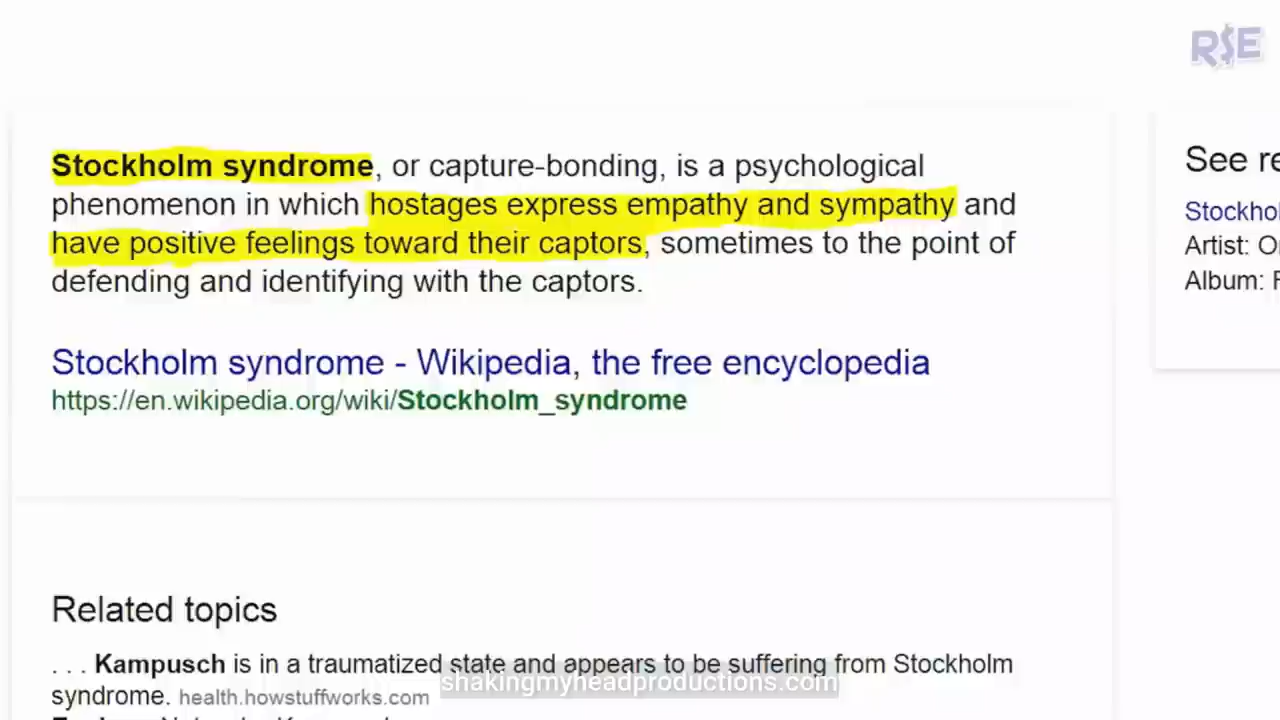 R$E
Stockholm syndrome, or capture-bonding, is a psychological
phenomenon in which hostages express empathy and sympathy and
have positive feelings toward their captors, sometimes to the point of
defending and identifying with the captors.
Stockholm syndrome - Wikipedia, the free encyclopedia
https://en.wikipedia.org/wiki/Stockholm_syndrome
See
Artist:
Album:
Related topics
. . . Kampusch is in a traumatized state and appears to be suffering from Stockholm
syndrome. health.howstuffworks.com
shakingmyheadproductions.com